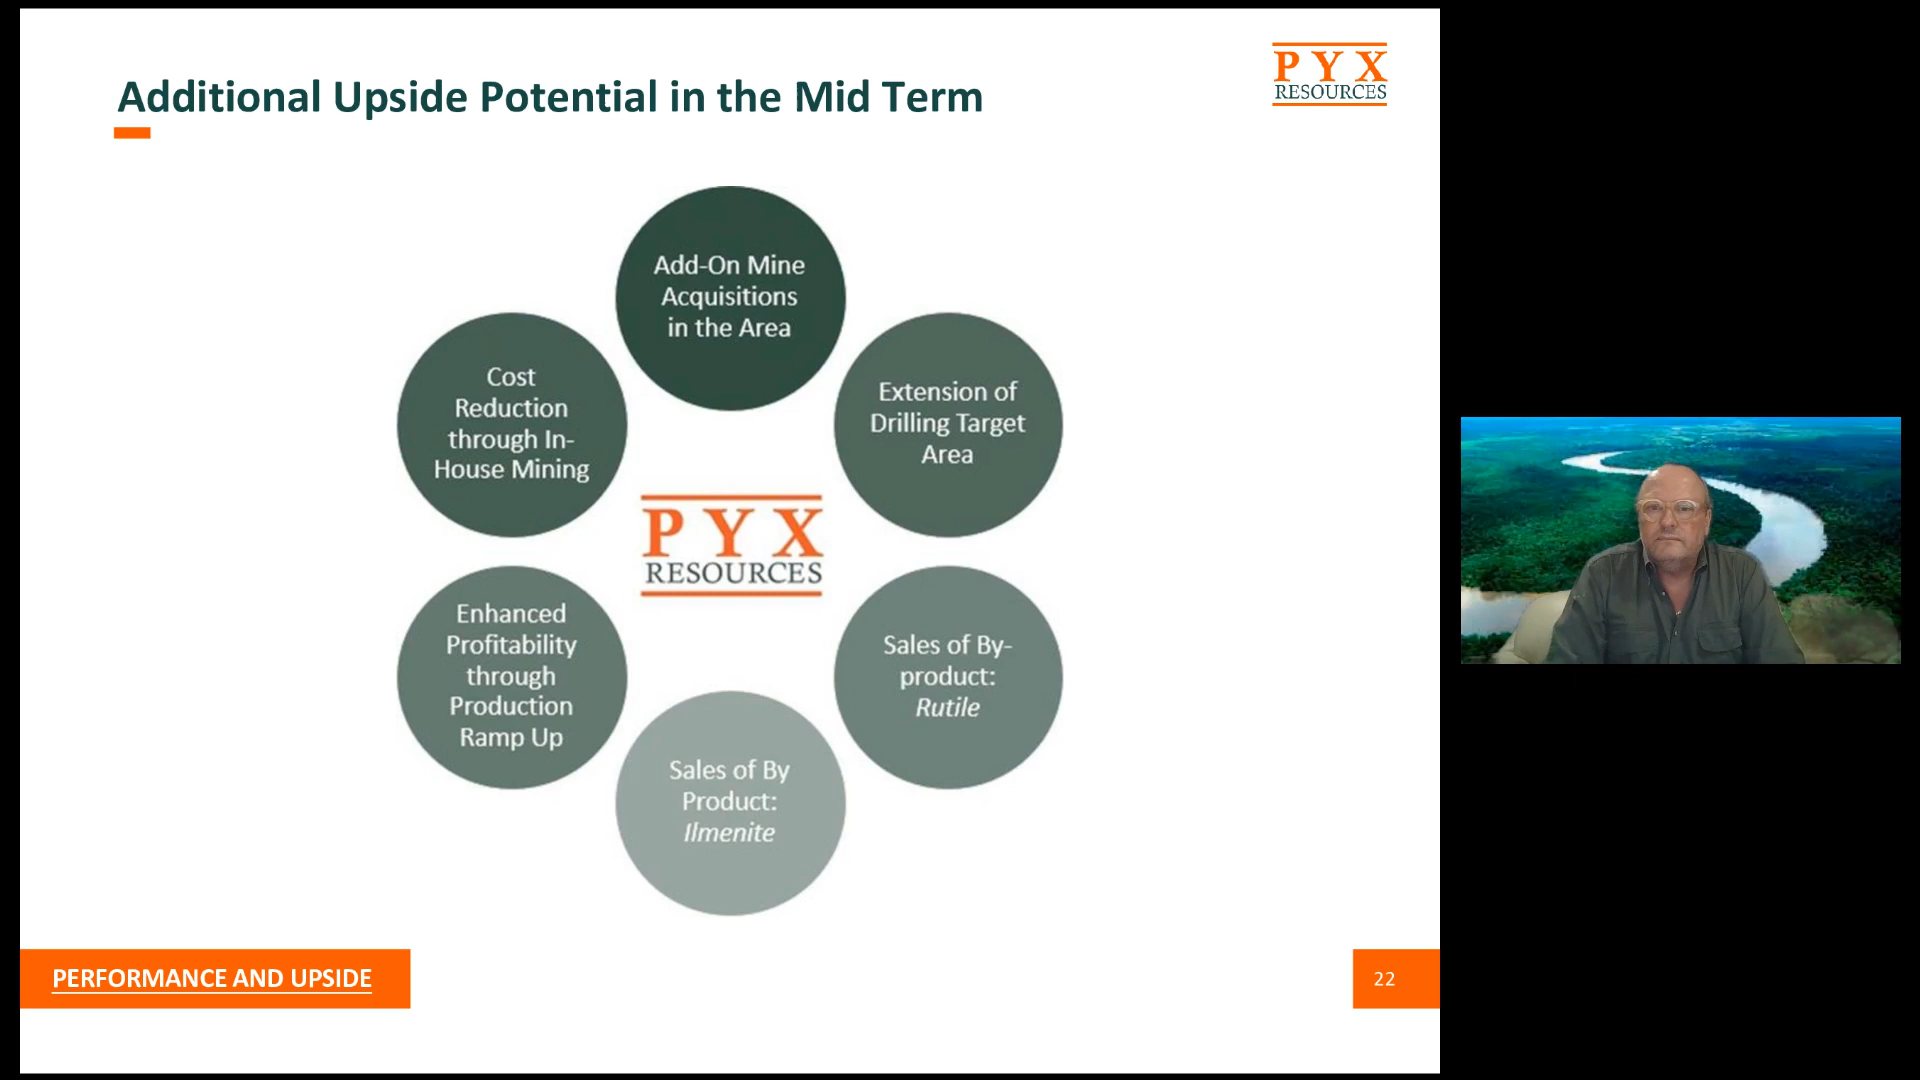 Additional Upside Potential in the Mid Term
PYX
RESOURCES
Add-On Mine
Acquisitions
in the Area
Extension of
Drilling Target
Area
Sales of By-
product:
Rutile
Sales of By
Product:
Ilmenite
Enhanced
Profitability
through
Production
Ramp Up
Cost
Reduction
through In-
House Mining
PYX
RESOURCES
PERFORMANCE AND UPSIDE
22